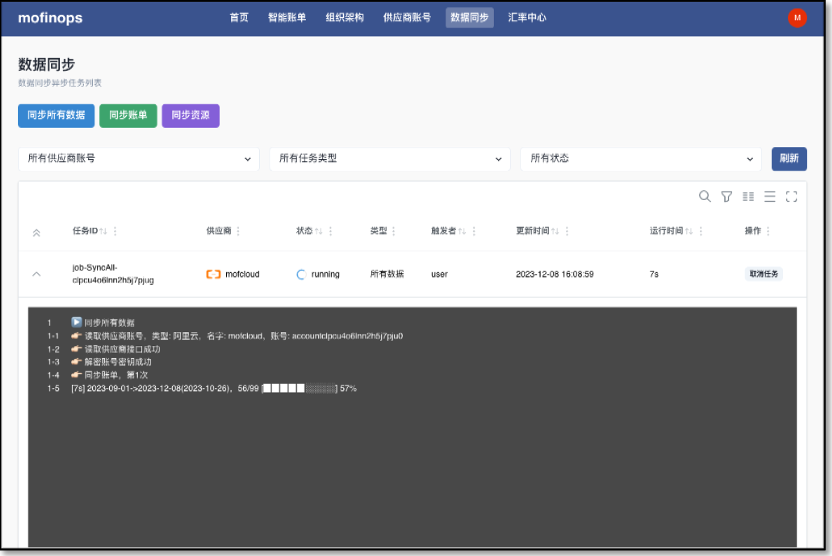 mofinops 首页 智能账单 组织架构 供应商账号 数据同步 汇率中心 M
数据同步
数据同步异步任务列表
同步所有数据 同步账单 同步资源
所有供应商账号 所有任务类型 所有状态 刷新
任务ID 供应商 状态 类型 触发者 更新时间 运行时间 操作
job-SyncAll-
clpcu4o6lnn2h5j7pjug
mofcloud running 所有数据 user 2023-12-08 16:08:59 7s 取消任务
1 ▶️ 同步所有数据
1-1 👉🏻 读取供应商账号，类型: 阿里云，名字: mofcloud，账号: accountclpcu4o6lnn2h5j7pju0
1-2 👉🏻 读取供应商接口成功
1-3 👉🏻 解密账号密钥成功
1-4 👉🏻 同步账单，第1次
1-5 [7s] 2023-09-01->2023-12-08(2023-10-26)，56/99 [█████░░░░░] 57%